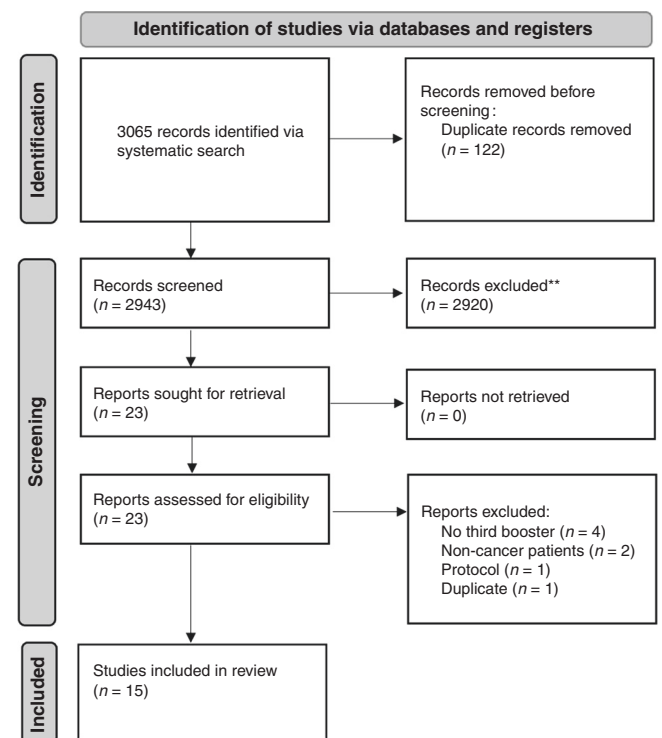 Identification of studies via databases and registers
Identification
3065 records identified via
systematic search
Records removed before
screening:
Duplicate records removed
(n = 122)
Screening
Records screened
(n = 2943)
Records excluded**
(n = 2920)
Reports sought for retrieval
(n = 23)
Reports not retrieved
(n = 0)
Reports assessed for eligibility
(n = 23)
Reports excluded:
No third booster (n = 4)
Non-cancer patients (n = 2)
Protocol (n = 1)
Duplicate (n = 1)
Included
Studies included in review
(n = 15)